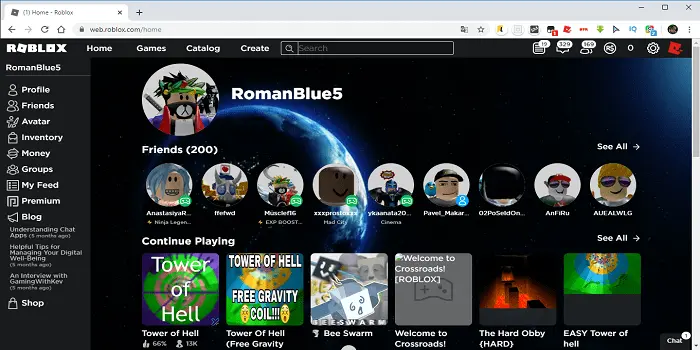 (1) Home - Roblox
web.roblox.com/home
ROBLOX
Home
Games
Catalog
Create
Search
19
329
369
0
RomanBlue5
Profile
Friends
Avatar
Inventory
Money
Groups
My Feed
Premium
Blog
Understanding Chat
Apps (5 months ago)
Helpful Tips for
Managing Your Digital
Well-Being
(5 months ago)
An Interview with
GamingWithKev
(5 months ago)
Shop
RomanBlue5
Friends (200)
See All →
AnastasiyaR...
Ninja Legen...
ffefwd
Musclef16
EXP BOOST...
xxxprostoxxx
Mad City
ykaanata20...
Cinema
Pavel_Makar...
02PoSeldOn...
AnFiRu
AUEALWLG
Continue Playing
See All →
Tower
of
Hell
Tower of Hell
66%
13K
TOWER OF HELL
FREE GRAVITY
COIL!!!
Tower Of Hell
(Free Gravity
BEESWARM
Bee Swarm
Welcome to
Crossroads!
[ROBLOX]
Welcome to
Crossroads!
The Hard Obby
{HARD}
EASY Tower of
hell
Chat